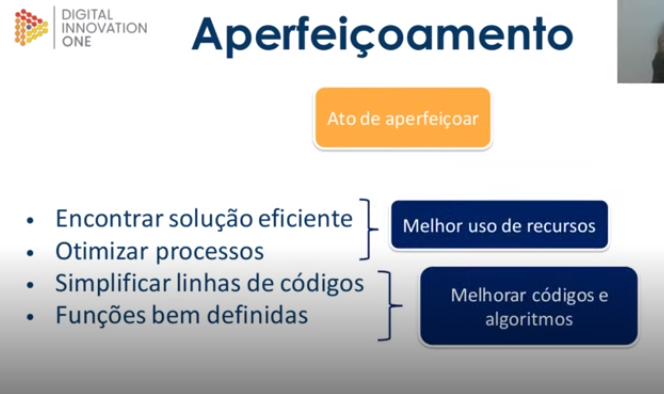 DIGITAL
INNOVATION
ONE
Aperfeiçoamento
Ato de aperfeiçoar
• Encontrar solução eficiente
• Otimizar processos
Melhor uso de recursos
• Simplificar linhas de códigos
• Funções bem definidas
Melhorar códigos e
algoritmos